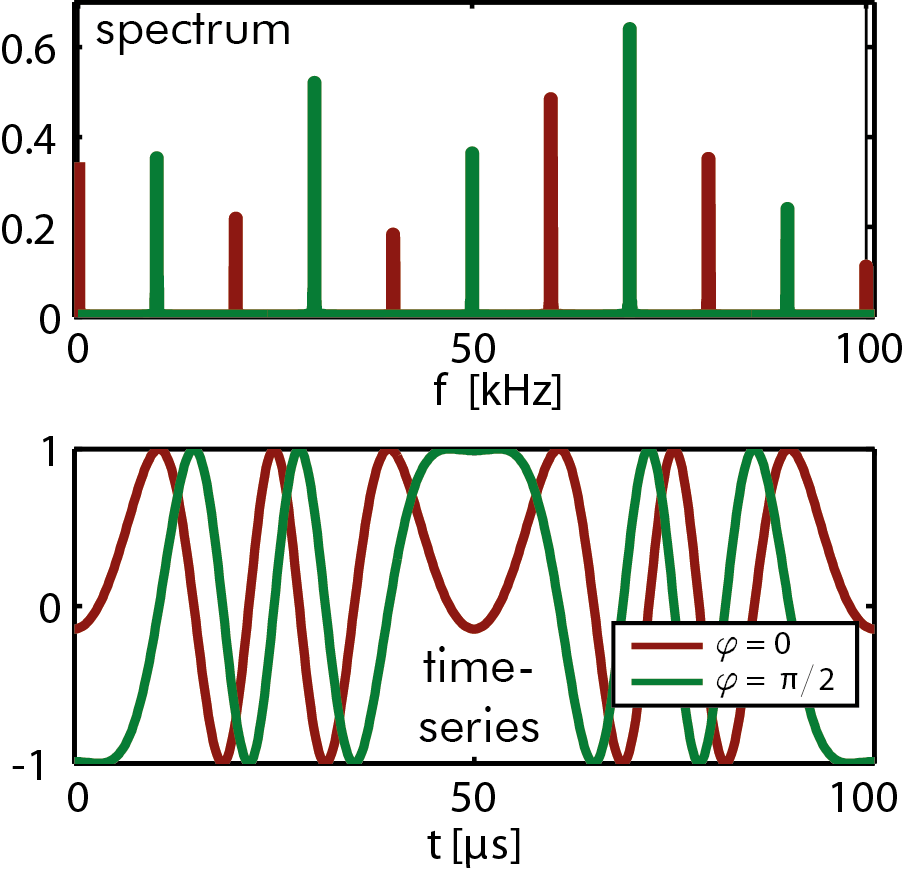 spectrum
0.6
0.4
0.2
0
0 50 100
f [kHz]
1
0
-1
φ = 0
φ = π/2
time-
series
0 50 100
t [μs]